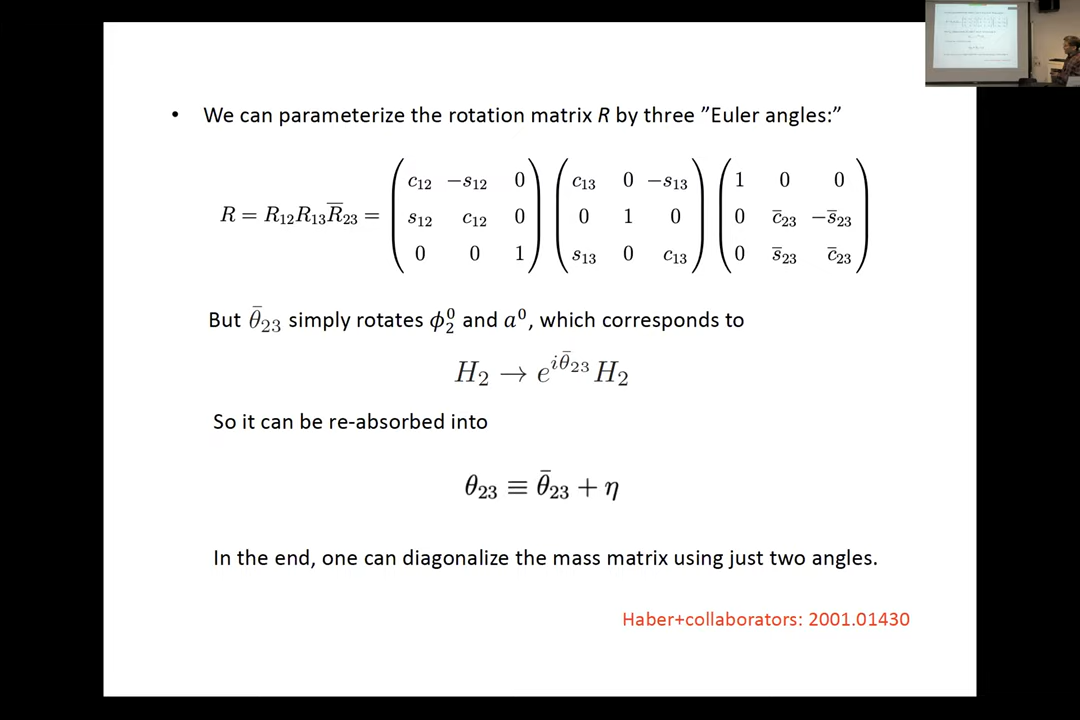 • We can parameterize the rotation matrix R by three ”Euler angles:”
R = R₁₂R₁₃R̅₂₃ = ( c₁₂ −s₁₂ 0 ; s₁₂ c₁₂ 0 ; 0 0 1 ) ( c₁₃ 0 −s₁₃ ; 0 1 0 ; s₁₃ 0 c₁₃ ) ( 1 0 0 ; 0 c̅₂₃ −s̅₂₃ ; 0 s̅₂₃ c̅₂₃ )
But θ̅₂₃ simply rotates ϕ₂⁰ and a⁰, which corresponds to
H₂ → e^{iθ̅₂₃} H₂
So it can be re-absorbed into
θ₂₃ ≡ θ̅₂₃ + η
In the end, one can diagonalize the mass matrix using just two angles.
Haber+collaborators: 2001.01430